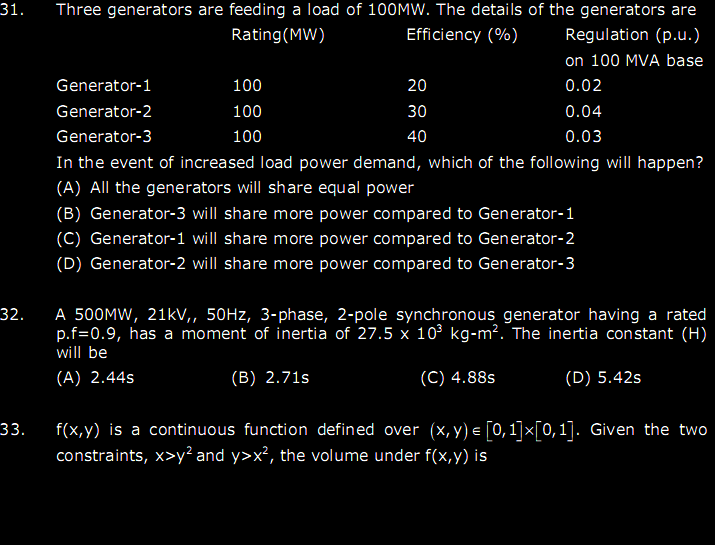 31. Three generators are feeding a load of 100MW. The details of the generators are
Rating(MW) Efficiency (%) Regulation (p.u.)
on 100 MVA base
Generator-1 100 20 0.02
Generator-2 100 30 0.04
Generator-3 100 40 0.03
In the event of increased load power demand, which of the following will happen?
(A) All the generators will share equal power
(B) Generator-3 will share more power compared to Generator-1
(C) Generator-1 will share more power compared to Generator-2
(D) Generator-2 will share more power compared to Generator-3
32. A 500MW, 21kV,, 50Hz, 3-phase, 2-pole synchronous generator having a rated
p.f=0.9, has a moment of inertia of 27.5 x 10³ kg-m². The inertia constant (H)
will be
(A) 2.44s (B) 2.71s (C) 4.88s (D) 5.42s
33. f(x,y) is a continuous function defined over (x,y)∈[0,1]×[0,1]. Given the two
constraints, x>y² and y>x², the volume under f(x,y) is